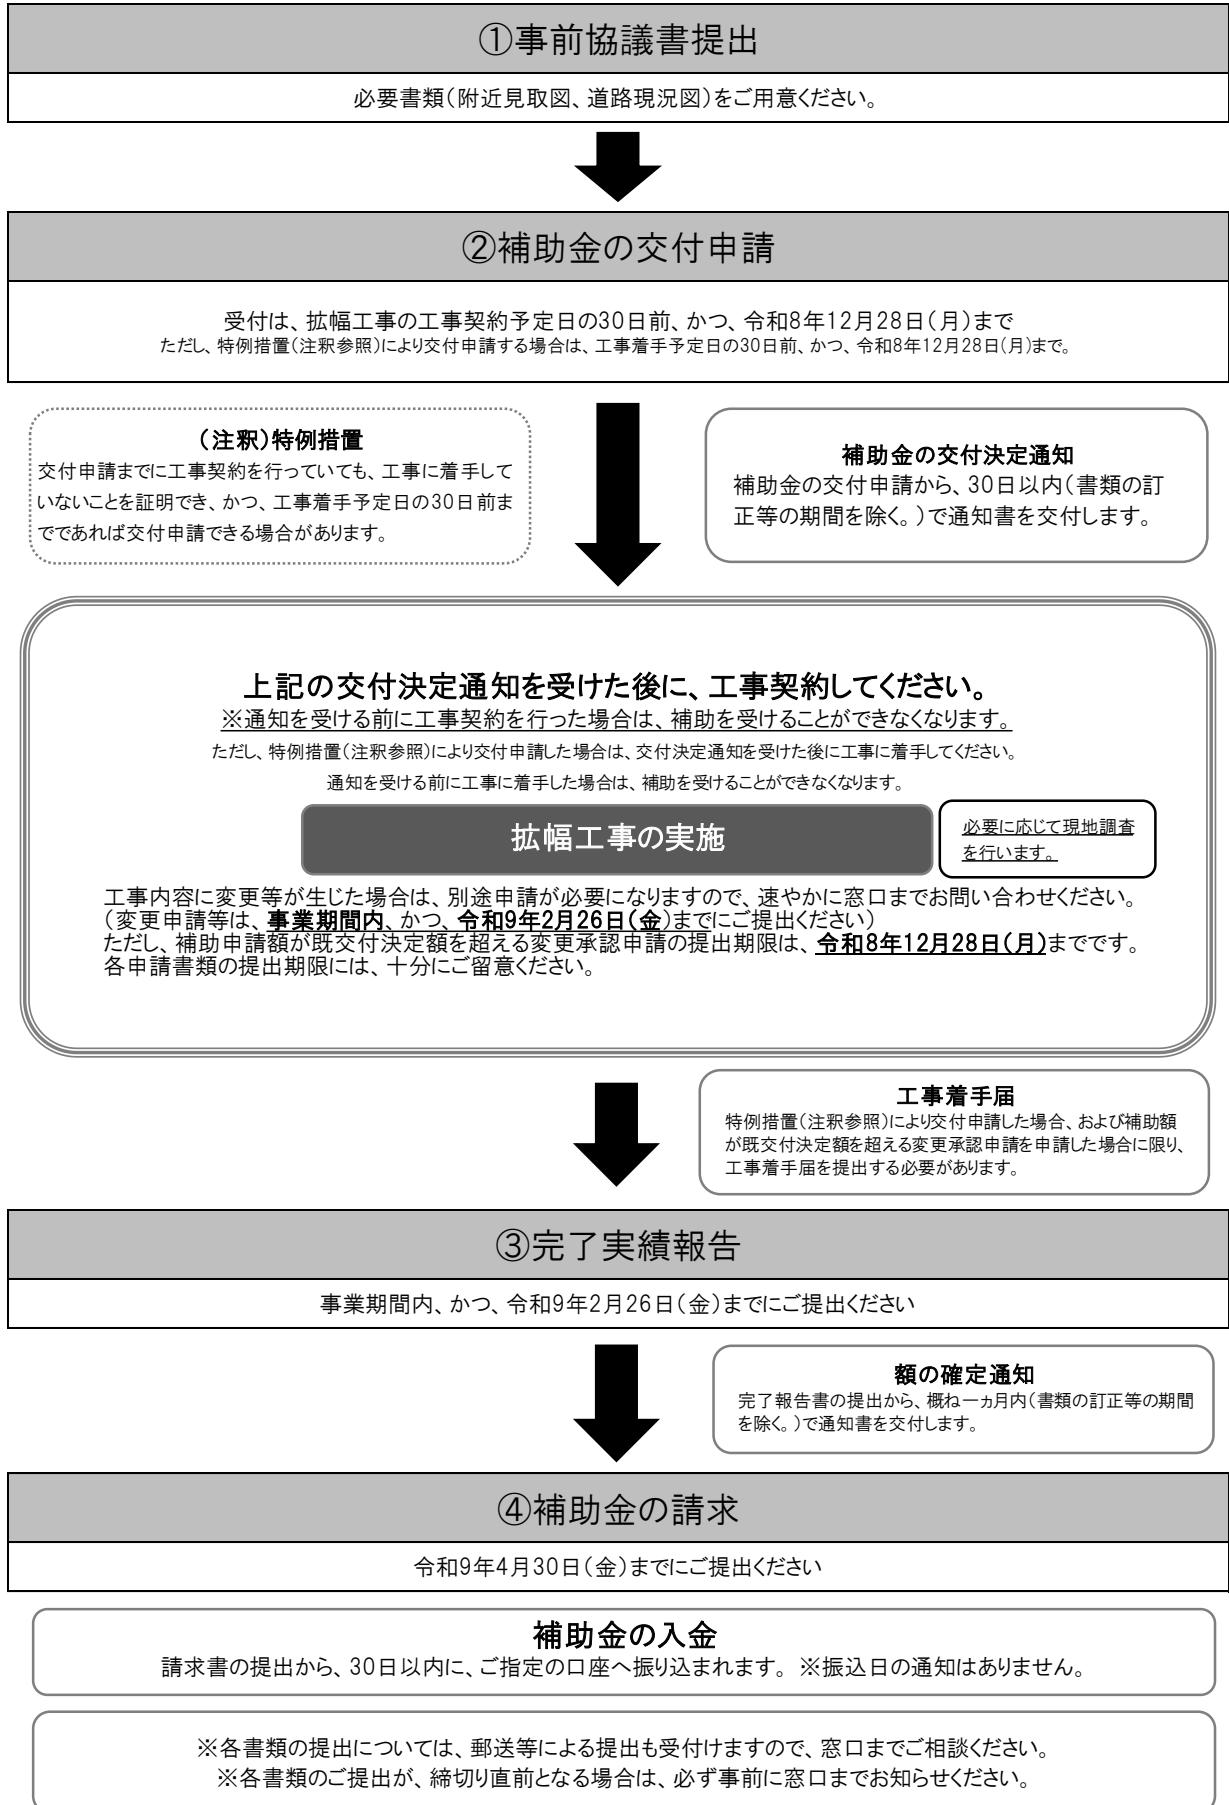 ①事前協議書提出
必要書類（附近見取図、道路現況図）をご用意ください。
②補助金の交付申請
受付は、拡幅工事の工事契約予定日の30日前、かつ、令和8年12月28日（月）まで
ただし、特例措置（注釈参照）により交付申請する場合は、工事着手予定日の30日前、かつ、令和8年12月28日（月）まで。
（注釈）特例措置
交付申請までに工事契約を行っていても、工事に着手して
いないことを証明でき、かつ、工事着手予定日の30日前ま
でであれば交付申請できる場合があります。
補助金の交付決定通知
補助金の交付申請から、30日以内（書類の訂
正等の期間を除く。）で通知書を交付します。
上記の交付決定通知を受けた後に、工事契約してください。
※通知を受ける前に工事契約を行った場合は、補助を受けることができなくなります。
ただし、特例措置（注釈参照）により交付申請した場合は、交付決定通知を受けた後に工事に着手してください。
通知を受ける前に工事に着手した場合は、補助を受けることができなくなります。
拡幅工事の実施
必要に応じて現地調査
を行います。
工事内容に変更等が生じた場合は、別途申請が必要になりますので、速やかに窓口までお問い合わせください。
（変更申請等は、事業期間内、かつ、令和9年2月26日（金）までにご提出ください）
ただし、補助申請額が既交付決定額を超える変更承認申請の提出期限は、令和8年12月28日（月）までです。
各申請書類の提出期限には、十分にご留意ください。
工事着手届
特例措置（注釈参照）により交付申請した場合、および補助額
が既交付決定額を超える変更承認申請を申請した場合に限り、
工事着手届を提出する必要があります。
③完了実績報告
事業期間内、かつ、令和9年2月26日（金）までにご提出ください
額の確定通知
完了報告書の提出から、概ね一ヵ月内（書類の訂正等の期間
を除く。）で通知書を交付します。
④補助金の請求
令和9年4月30日（金）までにご提出ください
補助金の入金
請求書の提出から、30日以内に、ご指定の口座へ振り込まれます。 ※振込日の通知はありません。
※各書類の提出については、郵送等による提出も受付けますので、窓口までご相談ください。
※各書類のご提出が、締切り直前となる場合は、必ず事前に窓口までお知らせください。